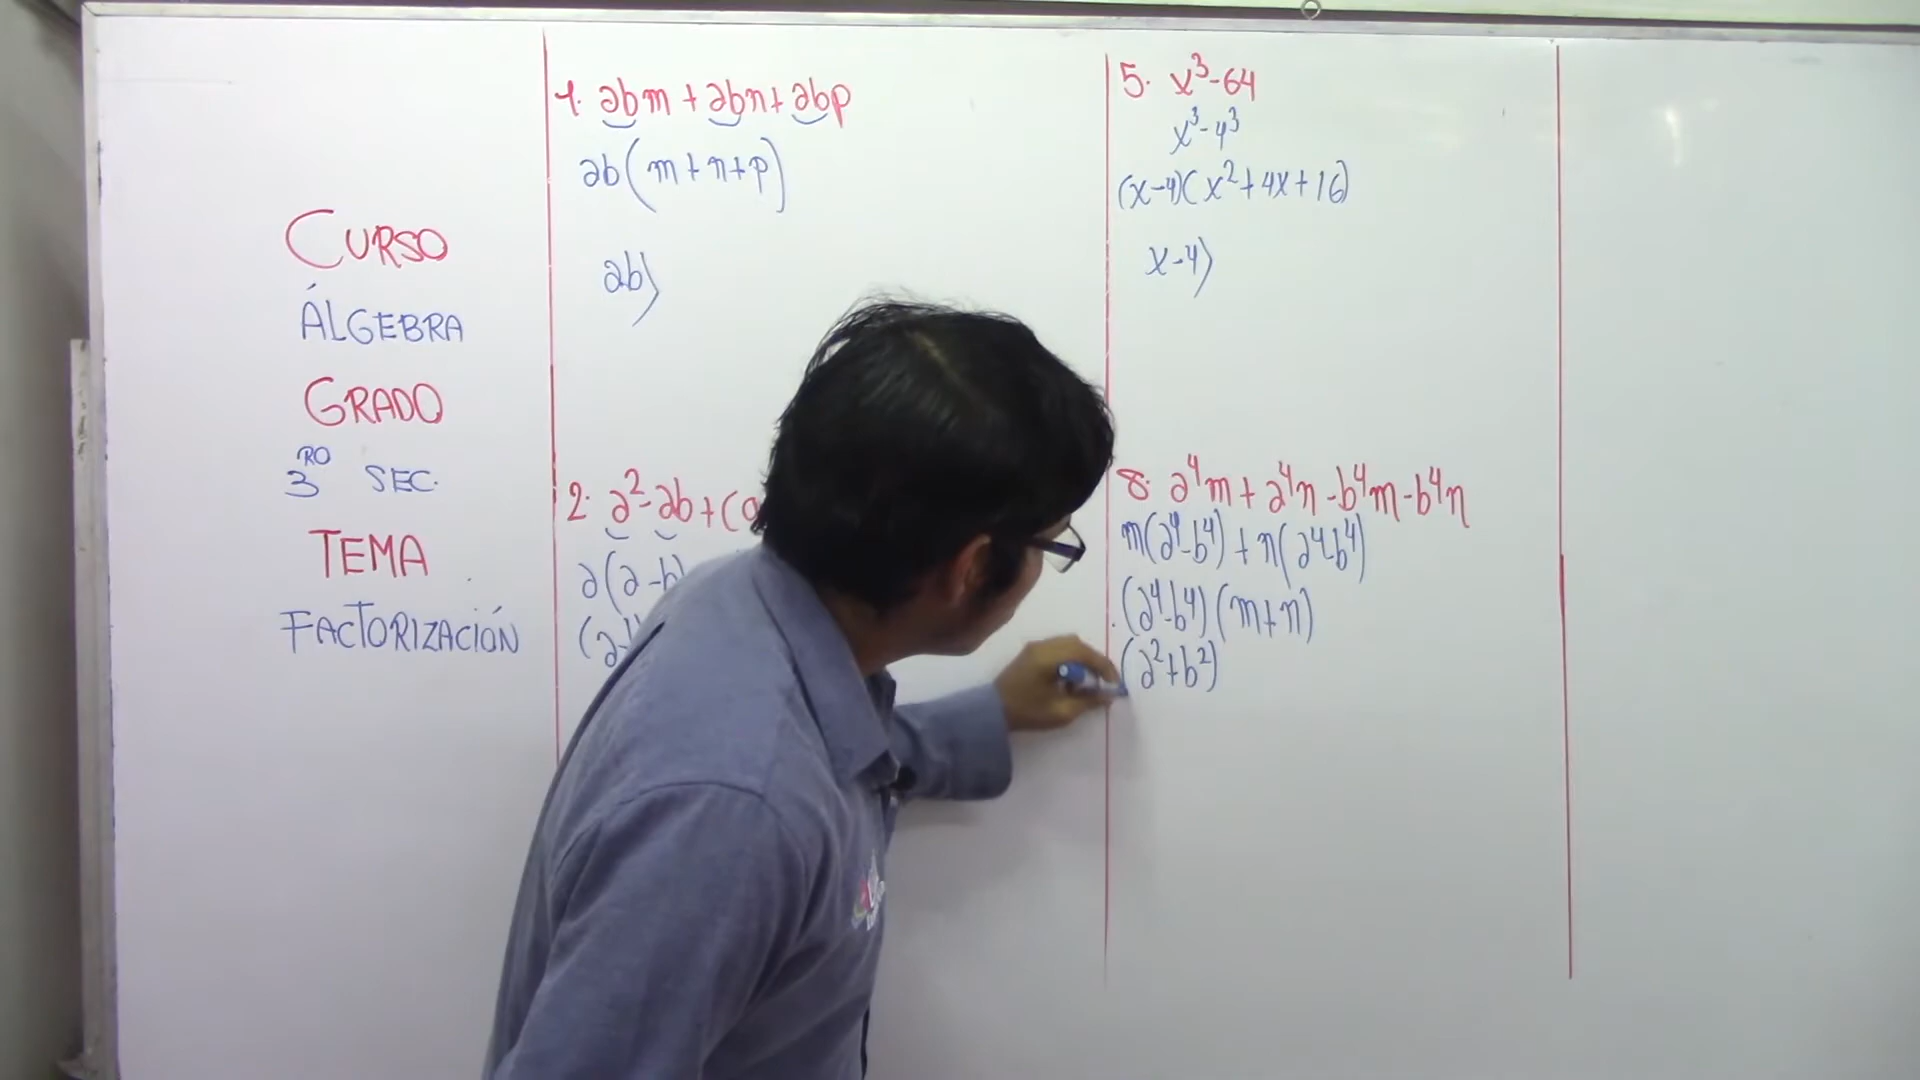 CURSO
ÁLGEBRA
GRADO
3RO SEC.
TEMA
FACTORIZACIÓN
1. abm + abn + abp
ab(m+n+p)
ab)
2. a²-ab+(a
a(a-b)
(a-b
5. x³-64
x³-4³
(x-4)(x²+4x+16)
x-4)
8. a⁴m + a⁴n - b⁴m - b⁴n
m(a⁴-b⁴) + n(a⁴-b⁴)
(a⁴-b⁴)(m+n)
(a²+b²)